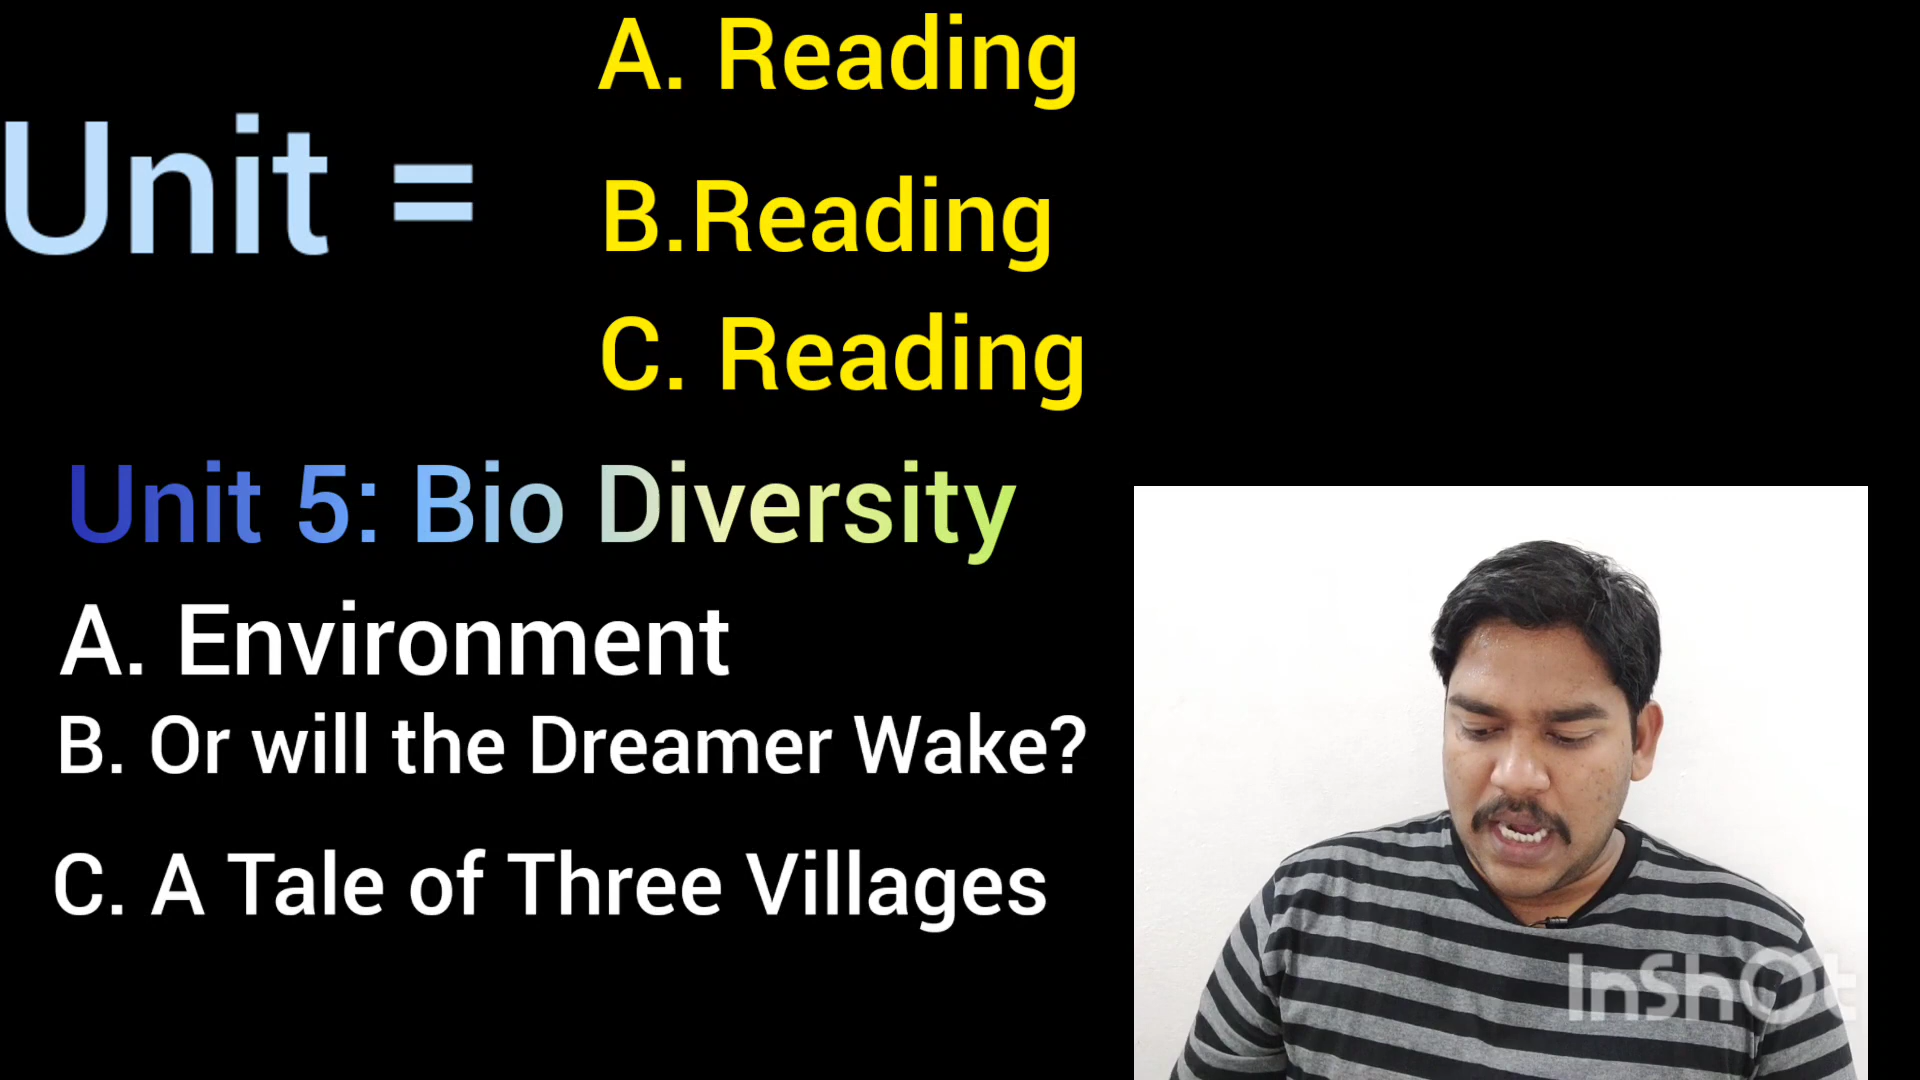 A. Reading
Unit =
B.Reading
C. Reading
Unit 5: Bio Diversity
A. Environment
B. Or will the Dreamer Wake?
C. A Tale of Three Villages
InShOt